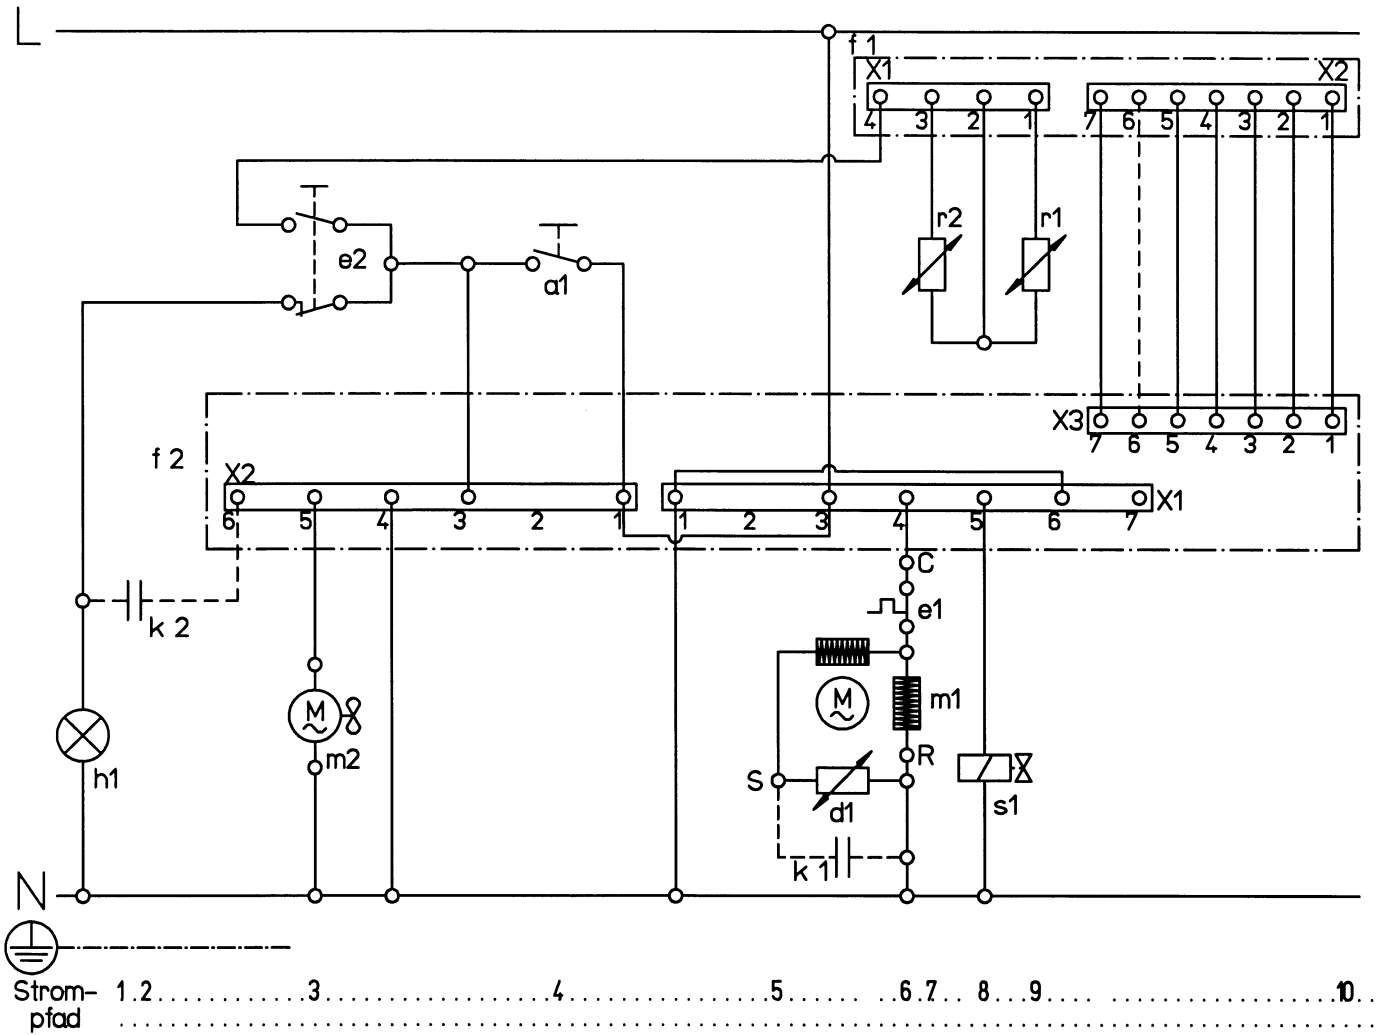 L
f 1
X1
X2
4 3 2 1
7 6 5 4 3 2 1
r2
r1
e2
a1
X3
7 6 5 4 3 2 1
f 2
X2
X1
6 5 4 3 2 1
1 2 3 4 5 6 7
C
e1
k 2
M
m1
M
m2
R
h1
S
d1
s1
k 1
N
Strom- 1.2..........3..........4..........5......6.7..8...9....................10..
pfad